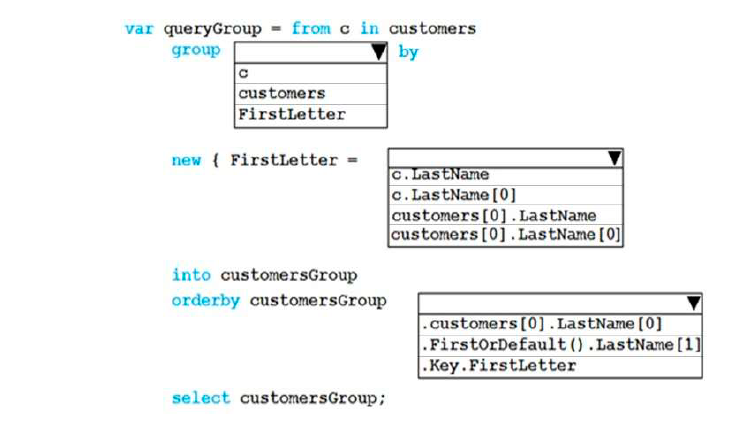 var queryGroup = from c in customers
group by
c
customers
FirstLetter
new { FirstLetter =
c.LastName
c.LastName[0]
customers[0].LastName
customers[0].LastName[0]
into customersGroup
orderby customersGroup
.customers[0].LastName[0]
.FirstOrDefault().LastName[1]
.Key.FirstLetter
select customersGroup;